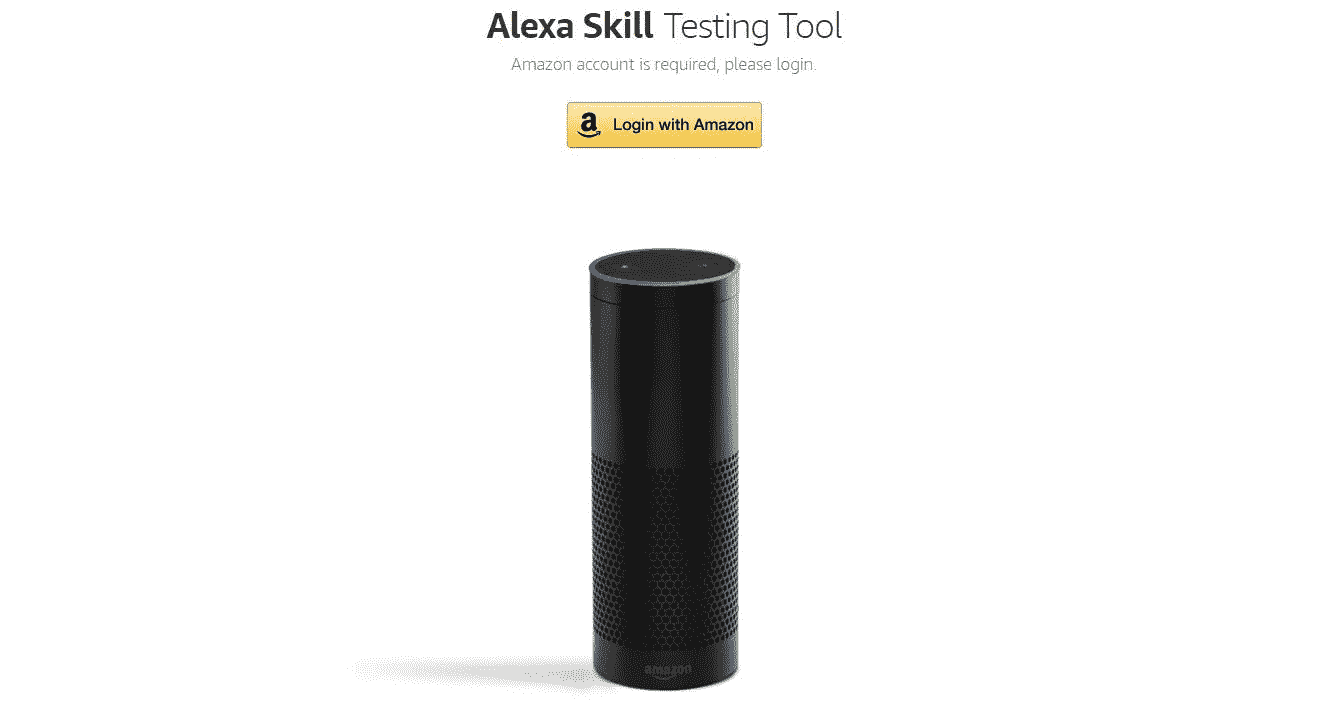 Alexa Skill Testing Tool
Amazon account is required, please login.
a Login with Amazon
amazon